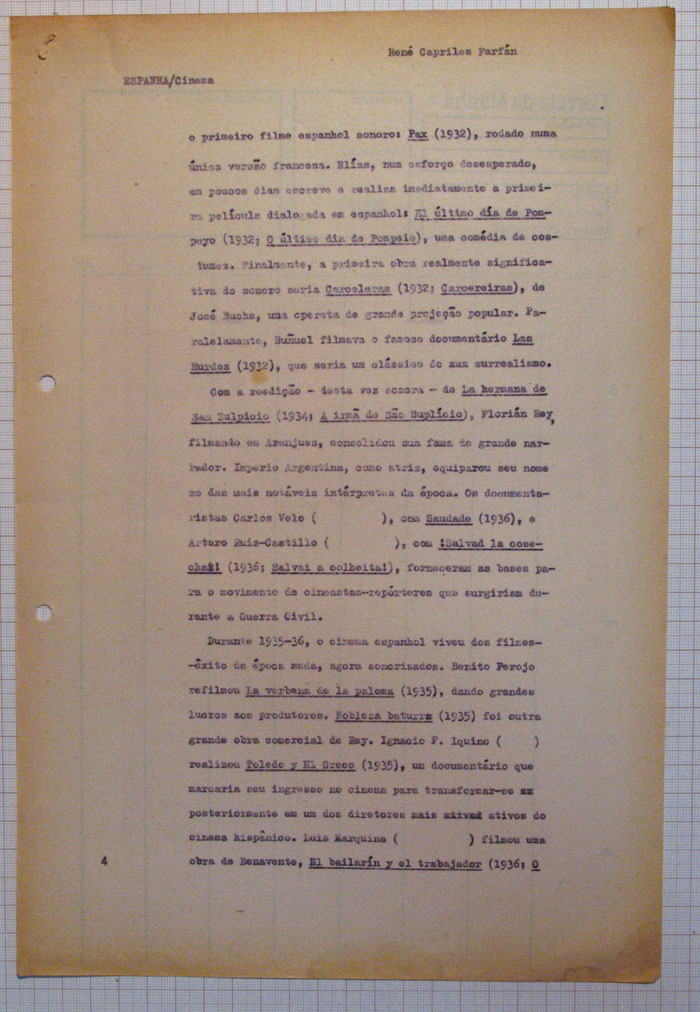 René Capriles Farfán
ESPANHA/Cinema
o primeiro filme espanhol sonoro: Pax (1932), rodado numa
única versão francesa. Elías, num esforço desesperado,
em poucos dias escreve e realiza imediatamente a primei-
ra película dialogada em espanhol: El último día de Pom-
peyo (1932; O último dia de Pompeio), uma comédia de cos-
tumes. Finalmente, a primeira obra realmente significa-
tiva do sonoro seria Carceleras (1932; Carcereiras), de
José Buchs, uma opereta de grande projeção popular. Pa-
ralelamente, Buñuel filmava o famoso documentário Las
Hurdes (1932), que seria um clássico do xxx surrealismo.
Com a reedição - desta vez sonora - de La hermana de
San Sulpicio (1934; A irmã de São Suplício), Florián Rey,
filmando em Aranjuez, consolidou sua fama de grande nar-
rador. Imperio Argentina, como atriz, equiparou seu nome
ao das mais notáveis intérpretes da época. Os documenta-
ristas Carlos Velo ( ), com Saudade (1936), e
Arturo Ruiz-Castillo ( ), com ¡Salvad la cose-
cha! (1936; Salvai a colheita!), forneceram as bases pa-
ra o movimento de cineastas-repórteres que surgiriam du-
rante a Guerra Civil.
Durante 1935-36, o cinema espanhol viveu dos filmes-
-êxito da época muda, agora sonorizados. Benito Perojo
refilmou La verbena de la paloma (1935), dando grandes
lucros aos produtores. Nobleza baturra (1935) foi outra
grande obra comercial de Rey. Ignacio F. Iquino ( )
realizou Toledo y El Greco (1935), um documentário que
marcaria seu ingresso no cinema para transformar-se xx
posteriormente em um dos diretores mais ativos do
cinema hispânico. Luis Marquina ( ) filmou uma
4 obra de Benavente, El bailarín y el trabajador (1936; O